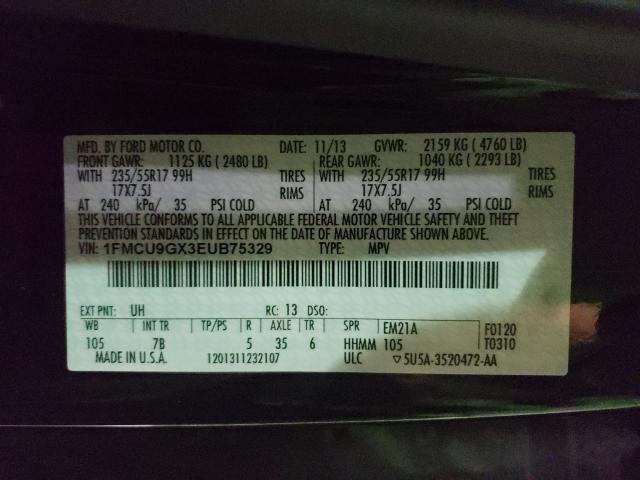 MFD. BY FORD MOTOR CO. DATE: 11/13 GVWR: 2159 KG ( 4760 LB)
FRONT GAWR: 1125 KG ( 2480 LB) REAR GAWR: 1040 KG ( 2293 LB)
WITH 235/55R17 99H TIRES WITH 235/55R17 99H TIRES
17X7.5J RIMS 17X7.5J RIMS
AT 240 kPa/ 35 PSI COLD AT 240 kPa/ 35 PSI COLD
THIS VEHICLE CONFORMS TO ALL APPLICABLE FEDERAL MOTOR VEHICLE SAFETY AND THEFT
PREVENTION STANDARDS IN EFFECT ON THE DATE OF MANUFACTURE SHOWN ABOVE.
VIN: 1FMCU9GX3EUB75329 TYPE: MPV
EXT PNT: UH RC: 13 DSO:
WB INT TR TP/PS R AXLE TR SPR EM21A F0120
105 7B 5 35 6 HHMM 105 T0310
MADE IN U.S.A. 1201311232107 ULC ▽5U5A-3520472-AA